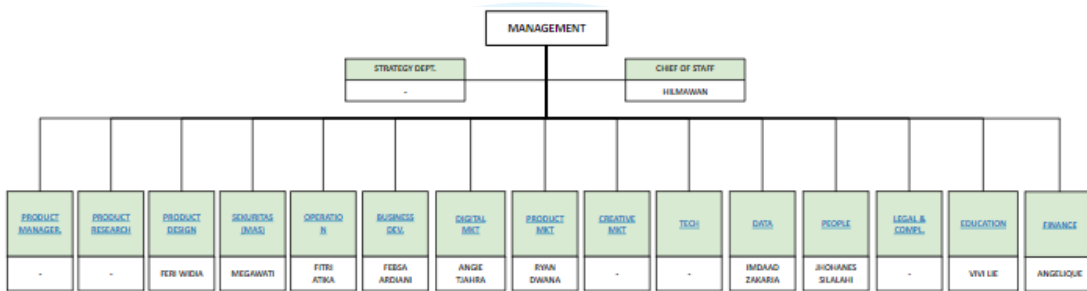 MANAGEMENT
STRATEGY DEPT.
-
CHIEF OF STAFF
HILMAWAN
PRODUCT
MANAGER.
-
PRODUCT
RESEARCH
-
PRODUCT
DESIGN
FERI WIDIA
SEKURITAS
(MAS)
MEGAWATI
OPERATIO
N
FITRI
ATIKA
BUSINESS
DEV.
FEBSA
ARDIANI
DIGITAL
MKT
ANGIE
TJAHRA
PRODUCT
MKT
RYAN
DWANA
CREATIVE
MKT
-
TECH
-
DATA
IMDAAD
ZAKARIA
PEOPLE
JHOHANES
SILALAHI
LEGAL &
COMPL.
-
EDUCATION
VIVI LIE
FINANCE
ANGELIQUE